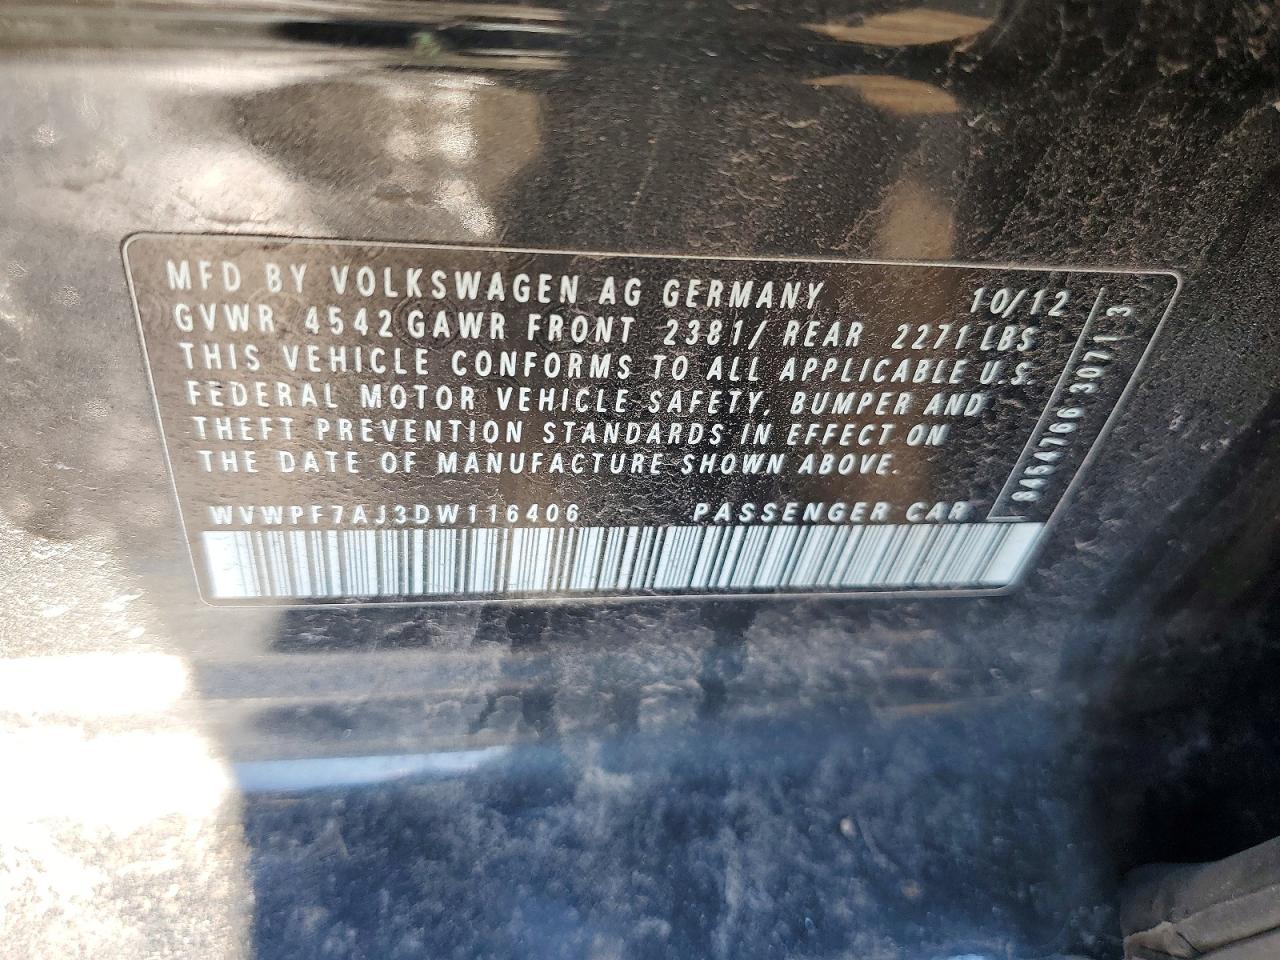 MFD BY VOLKSWAGEN AG GERMANY 10/12
GVWR 4542 GAWR FRONT 2381/ REAR 2271 LBS
THIS VEHICLE CONFORMS TO ALL APPLICABLE U.S.
FEDERAL MOTOR VEHICLE SAFETY, BUMPER AND
THEFT PREVENTION STANDARDS IN EFFECT ON
THE DATE OF MANUFACTURE SHOWN ABOVE.
WVWPF7AJ3DW116406 PASSENGER CAR
8454766 30713